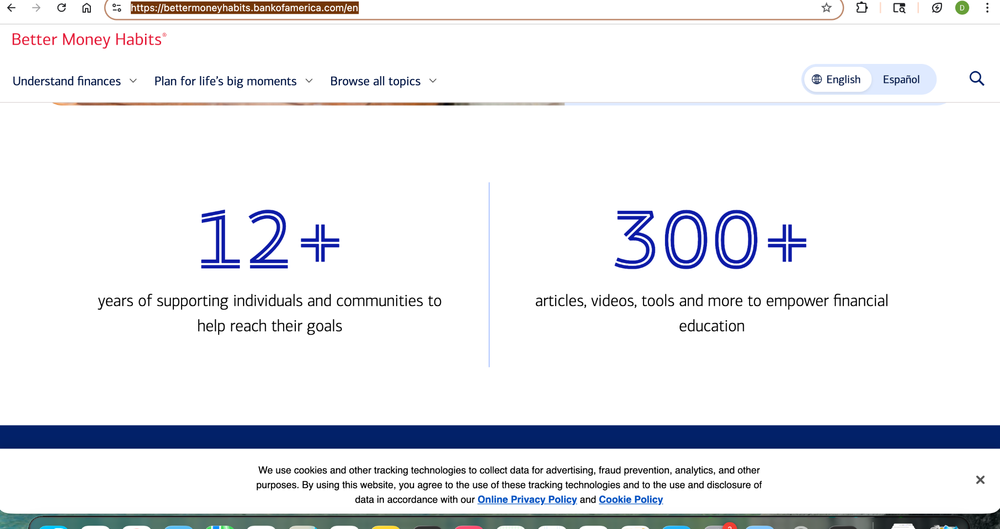 https://bettermoneyhabits.bankofamerica.com/en
D
Better Money Habits®
Understand finances
Plan for life’s big moments
Browse all topics
English
Español
12+
years of supporting individuals and communities to
help reach their goals
300+
articles, videos, tools and more to empower financial
education
We use cookies and other tracking technologies to collect data for advertising, fraud prevention, analytics, and other
purposes. By using this website, you agree to the use of these tracking technologies and to the use and disclosure of
data in accordance with our Online Privacy Policy and Cookie Policy